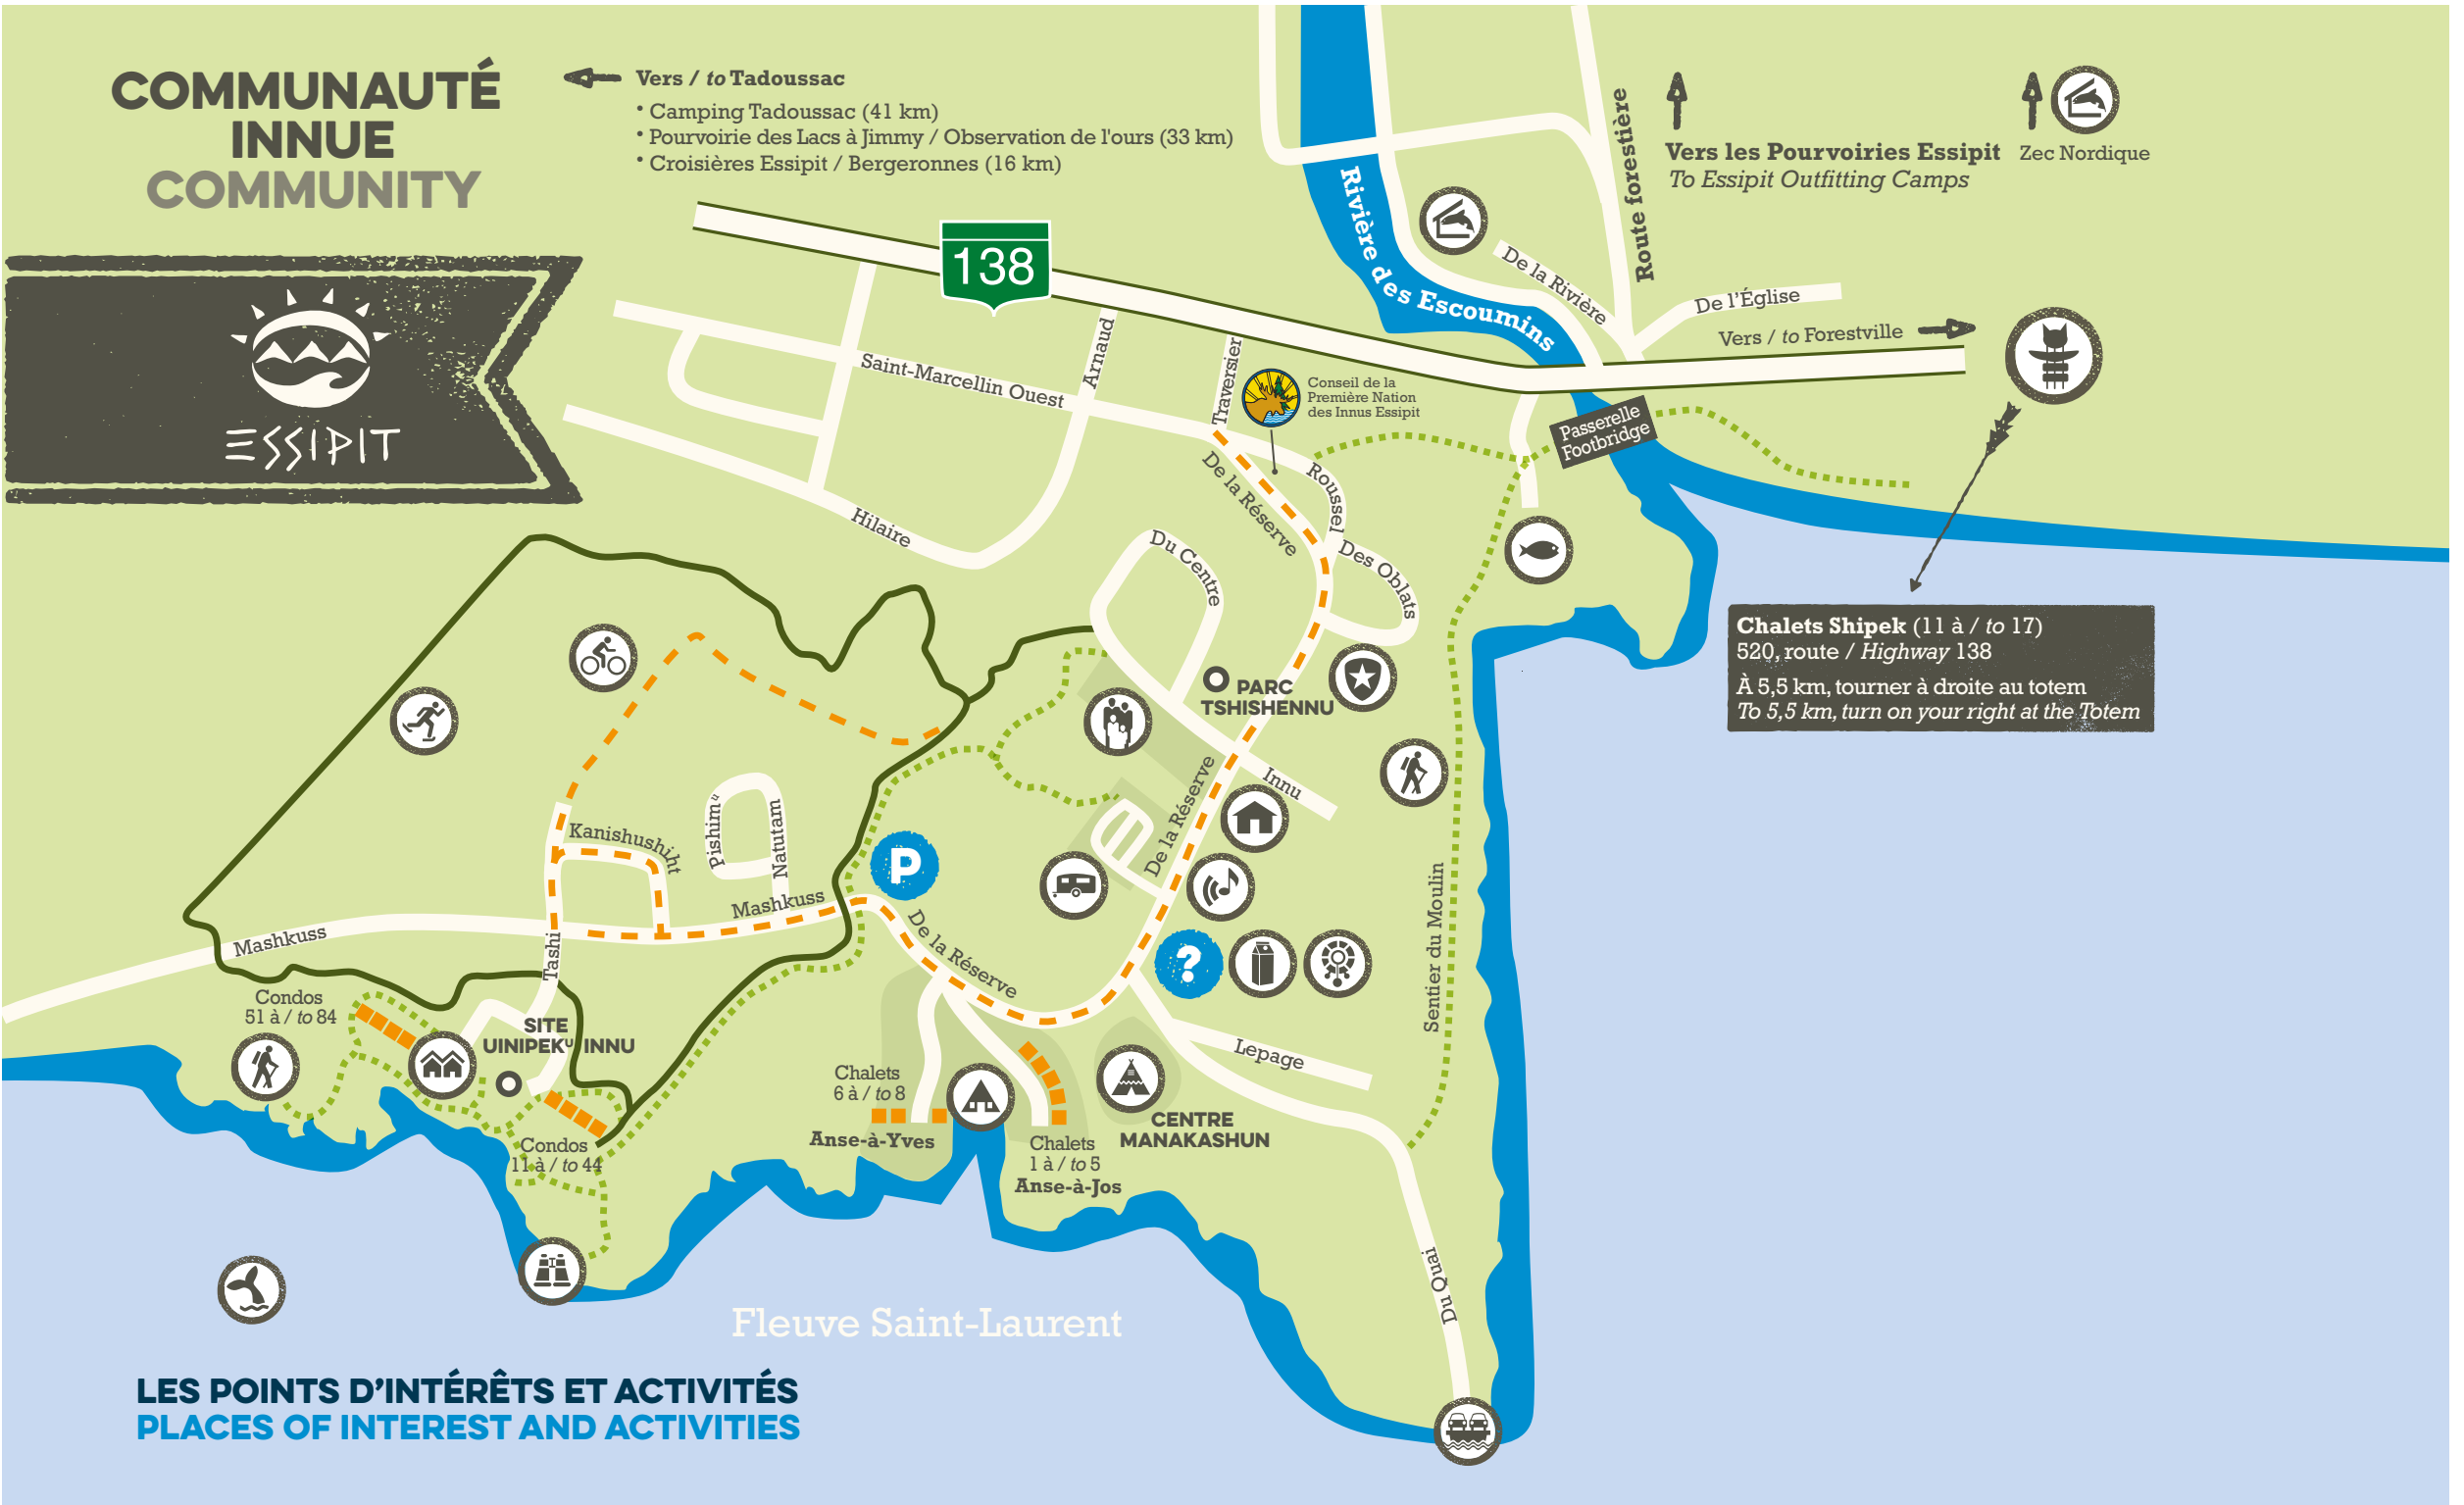 COMMUNAUTÉ
INNUE
COMMUNITY
ESSIPIT
Vers / to Tadoussac
• Camping Tadoussac (41 km)
• Pourvoirie des Lacs à Jimmy / Observation de l'ours (33 km)
• Croisières Essipit / Bergeronnes (16 km)
138
Rivière des Escoumins
Route forestière
Vers les Pourvoiries Essipit
To Essipit Outfitting Camps
Zec Nordique
De la Rivière
De l'Église
Vers / to Forestville
Saint-Marcellin Ouest
Arnaud
Traversier
Conseil de la
Première Nation
des Innus Essipit
Passerelle
Footbridge
Hilaire
De la Réserve
Roussel
Du Centre
Des Oblats
Chalets Shipek (11 à / to 17)
520, route / Highway 138
À 5,5 km, tourner à droite au totem
To 5,5 km, turn on your right at the Totem
PARC
TSHISHENNU
Innu
De la Réserve
Kanishushiht
Pishimᵘ
Natutam
P
Mashkuss
Mashkuss
Tashi
De la Réserve
?
Sentier du Moulin
Condos
51 à / to 84
SITE
UINIPEKᵁ INNU
Condos
11 à / to 44
Chalets
6 à / to 8
Anse-à-Yves
Chalets
1 à / to 5
Anse-à-Jos
CENTRE
MANAKASHUN
Lepage
Du Quai
Fleuve Saint-Laurent
LES POINTS D'INTÉRÊTS ET ACTIVITÉS
PLACES OF INTEREST AND ACTIVITIES